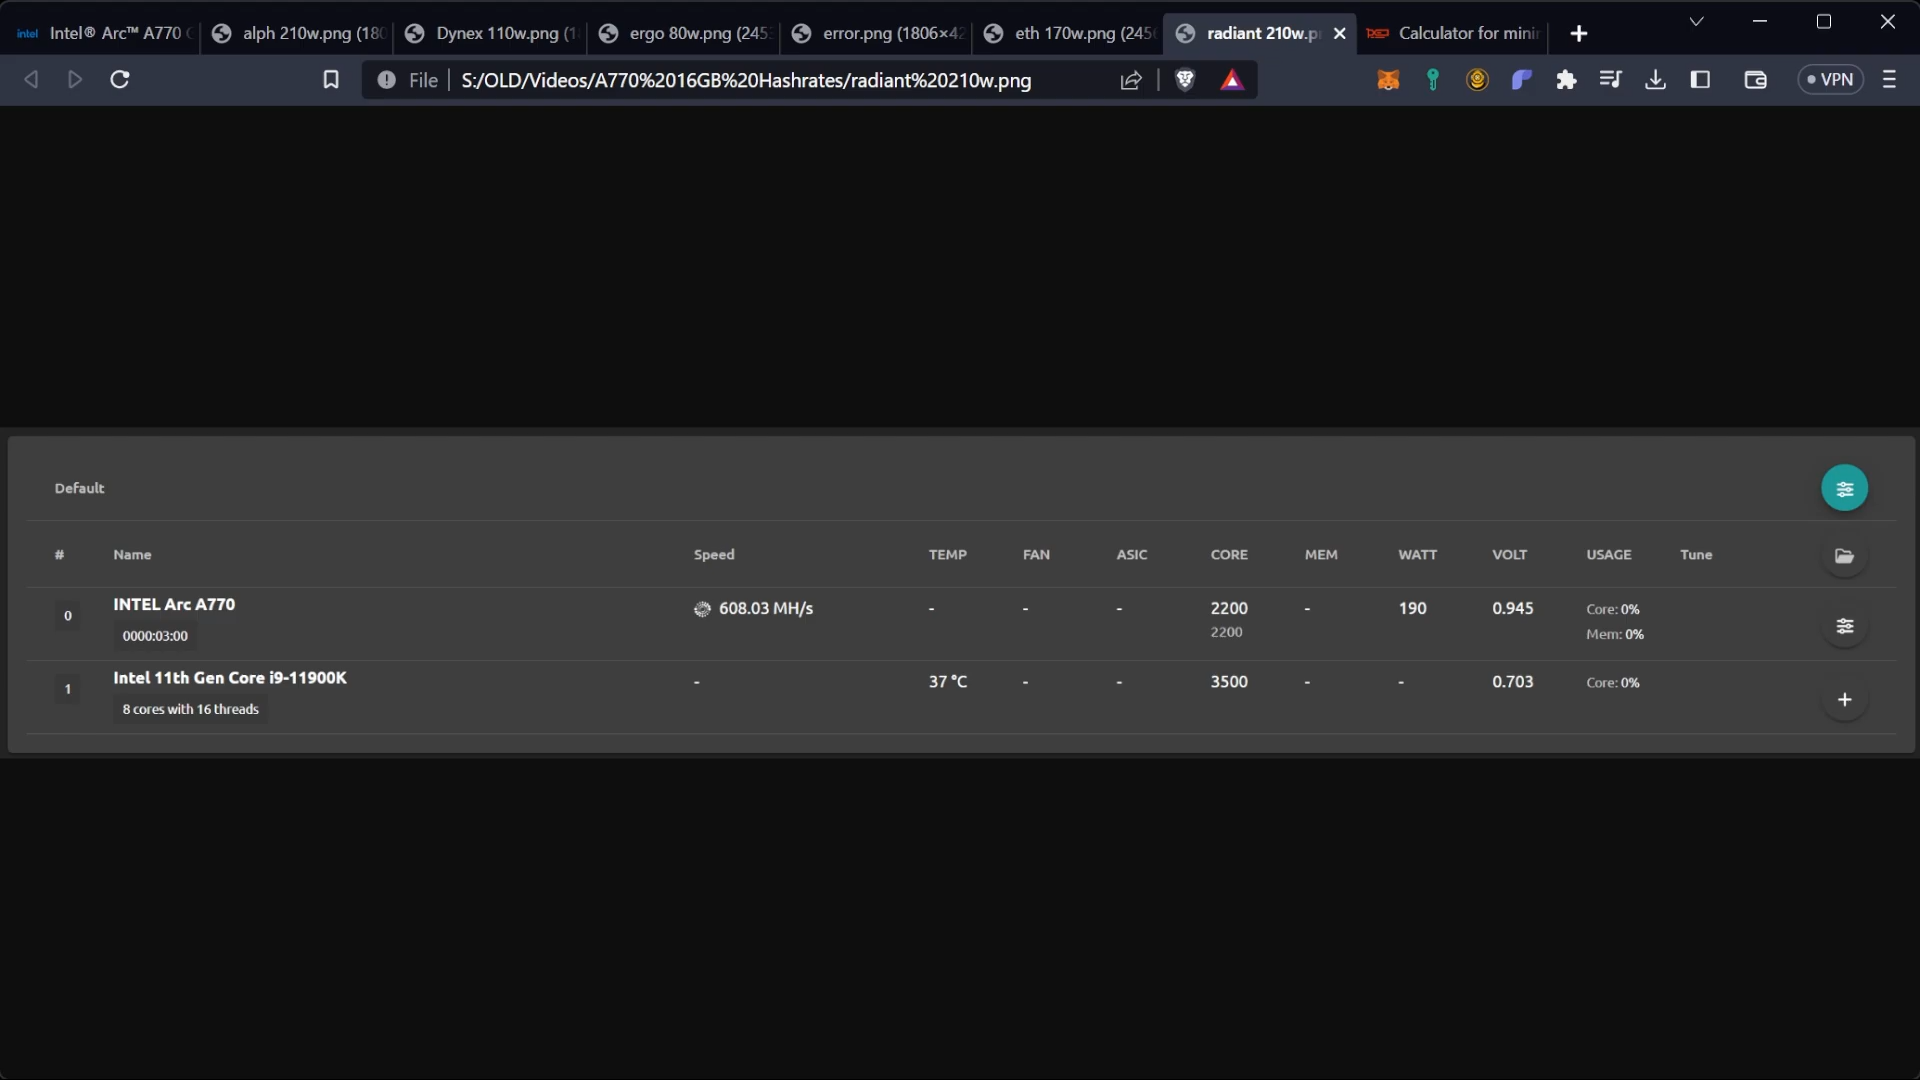 intel Intel® Arc™ A770 alph 210w.png (180 Dynex 110w.png (1 ergo 80w.png (245 error.png (1806×42 eth 170w.png (245 radiant 210w.p Calculator for mini
File S:/OLD/Videos/A770%2016GB%20Hashrates/radiant%20210w.png VPN
Default
# Name Speed TEMP FAN ASIC CORE MEM WATT VOLT USAGE Tune
0 INTEL Arc A770 608.03 MH/s - - - 2200 - 190 0.945 Core: 0%
0000:03:00 2200 Mem: 0%
1 Intel 11th Gen Core i9-11900K - 37 °C - - 3500 - - 0.703 Core: 0%
8 cores with 16 threads